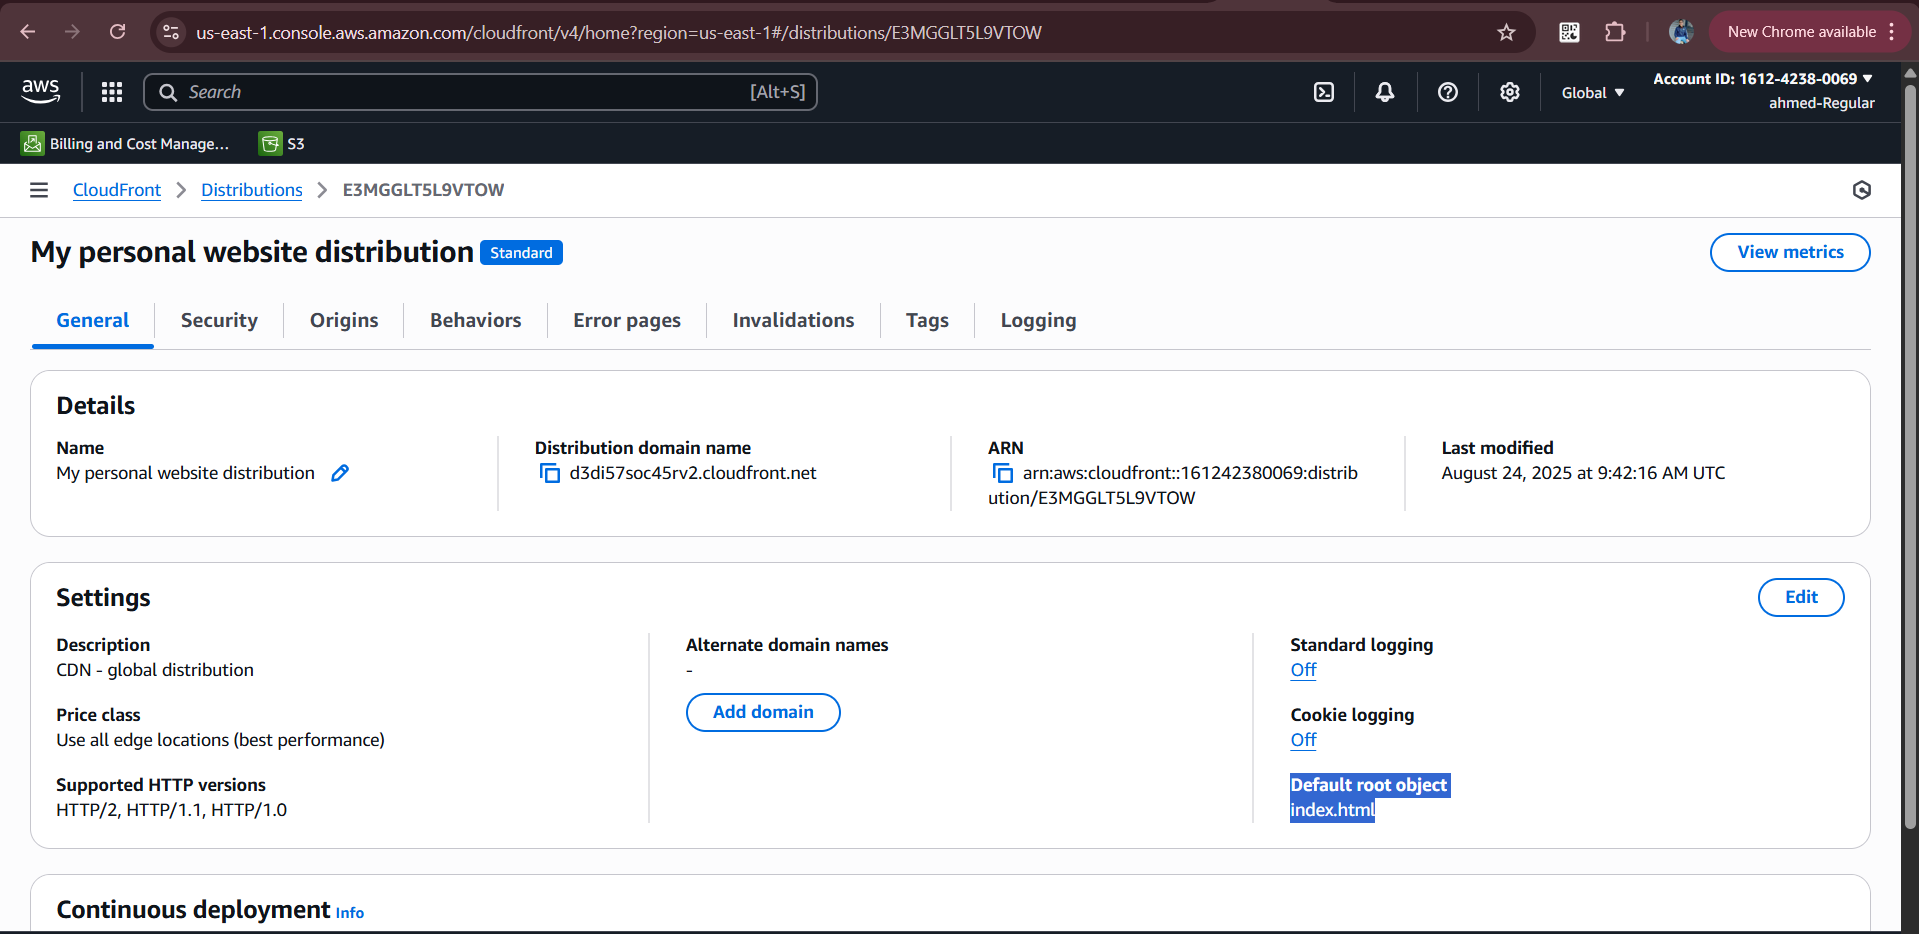 us-east-1.console.aws.amazon.com/cloudfront/v4/home?region=us-east-1#/distributions/E3MGGLT5L9VTOW
New Chrome available
aws
Search
[Alt+S]
Global
Account ID: 1612-4238-0069
ahmed-Regular
Billing and Cost Manage...
S3
CloudFront
Distributions
E3MGGLT5L9VTOW
My personal website distribution
Standard
View metrics
General
Security
Origins
Behaviors
Error pages
Invalidations
Tags
Logging
Details
Name
My personal website distribution
Distribution domain name
d3di57soc45rv2.cloudfront.net
ARN
arn:aws:cloudfront::161242380069:distrib
ution/E3MGGLT5L9VTOW
Last modified
August 24, 2025 at 9:42:16 AM UTC
Settings
Edit
Description
CDN - global distribution
Price class
Use all edge locations (best performance)
Supported HTTP versions
HTTP/2, HTTP/1.1, HTTP/1.0
Alternate domain names
-
Add domain
Standard logging
Off
Cookie logging
Off
Default root object
index.html
Continuous deployment
Info